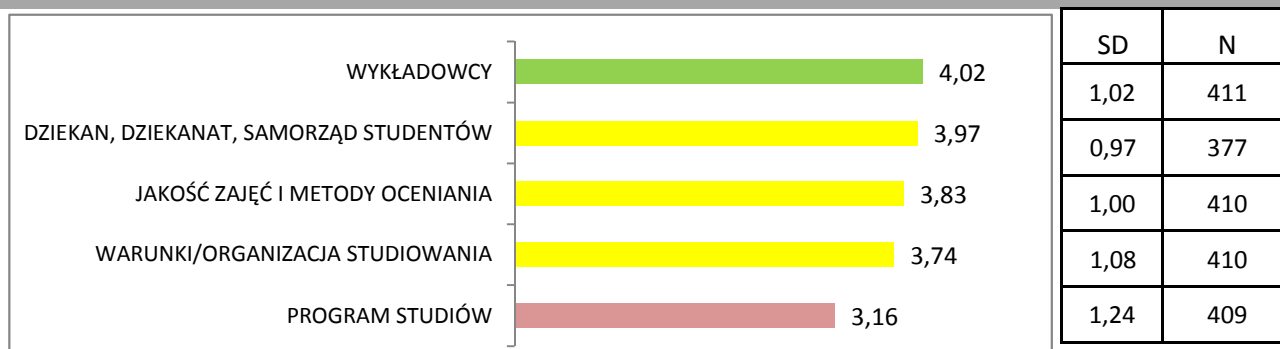 SD N
WYKŁADOWCY 4,02 1,02 411
DZIEKAN, DZIEKANAT, SAMORZĄD STUDENTÓW 3,97 0,97 377
JAKOŚĆ ZAJĘĆ I METODY OCENIANIA 3,83 1,00 410
WARUNKI/ORGANIZACJA STUDIOWANIA 3,74 1,08 410
PROGRAM STUDIÓW 3,16 1,24 409